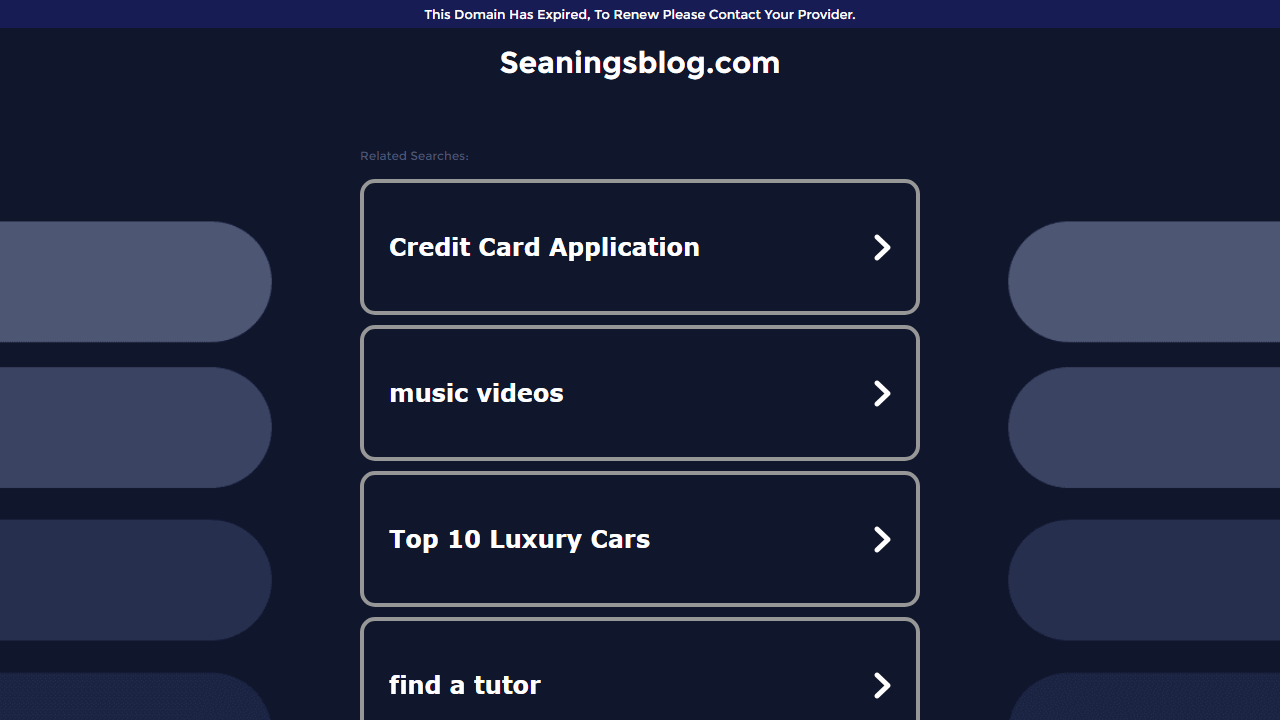 This Domain Has Expired, To Renew Please Contact Your Provider.
Seaningsblog.com
Related Searches:
Credit Card Application
music videos
Top 10 Luxury Cars
find a tutor